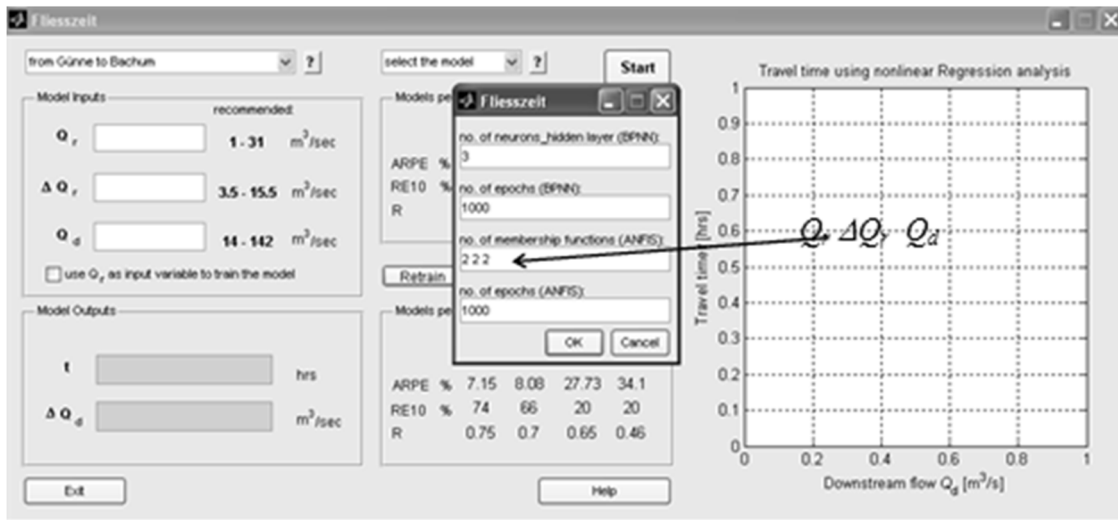 Fliesszeit
from Günne to Bachum
?
select the model
?
Start
Model Inputs
recommended:
Q r
1 - 31 m³/sec
Δ Q r
3.5 - 15.5 m³/sec
Q d
14 - 142 m³/sec
use Q r as input variable to train the model
Model Outputs
t
hrs
Δ Q d
m³/sec
Exit
Models pe
ARPE %
RE10 %
R
Retrain
Models pe
ARPE % 7.15 8.08 27.73 34.1
RE10 % 74 66 20 20
R 0.75 0.7 0.65 0.46
Help
Fliesszeit
no. of neurons_hidden layer (BPNN):
3
no. of epochs (BPNN):
1000
no. of membership functions (ANFIS):
2 2 2
no. of epochs (ANFIS):
1000
OK
Cancel
Travel time using nonlinear Regression analysis
Travel time t [hrs]
1
0.9
0.8
0.7
0.6
0.5
0.4
0.3
0.2
0.1
0
Qr ΔQr Qd
0 0.2 0.4 0.6 0.8 1
Downstream flow Q d [m³/s]